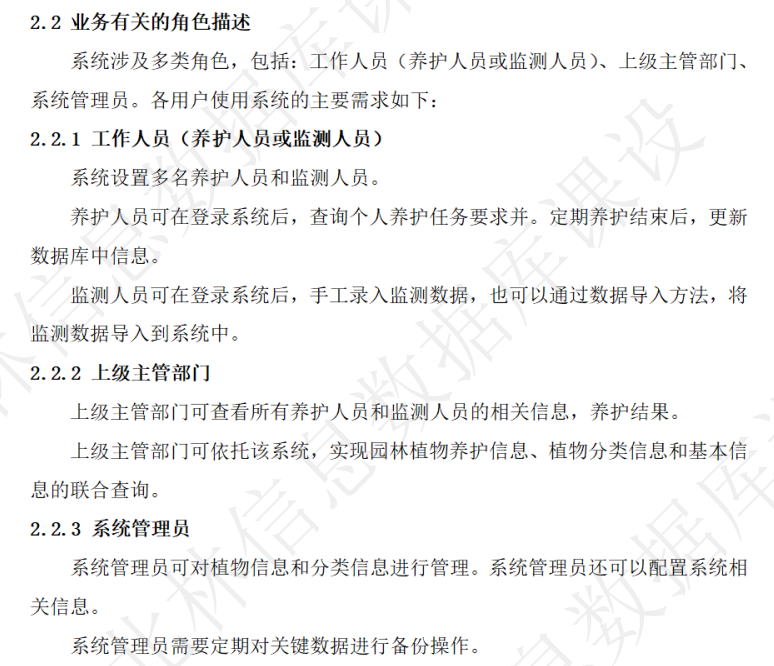 2.2 业务有关的角色描述
系统涉及多类角色，包括：工作人员（养护人员或监测人员）、上级主管部门、
系统管理员。各用户使用系统的主要需求如下：
2.2.1 工作人员（养护人员或监测人员）
系统设置多名养护人员和监测人员。
养护人员可在登录系统后，查询个人养护任务要求并。定期养护结束后，更新
数据库中信息。
监测人员可在登录系统后，手工录入监测数据，也可以通过数据导入方法，将
监测数据导入到系统中。
2.2.2 上级主管部门
上级主管部门可查看所有养护人员和监测人员的相关信息，养护结果。
上级主管部门可依托该系统，实现园林植物养护信息、植物分类信息和基本信
息的联合查询。
2.2.3 系统管理员
系统管理员可对植物信息和分类信息进行管理。系统管理员还可以配置系统相
关信息。
系统管理员需要定期对关键数据进行备份操作。
北林信息数据库课设